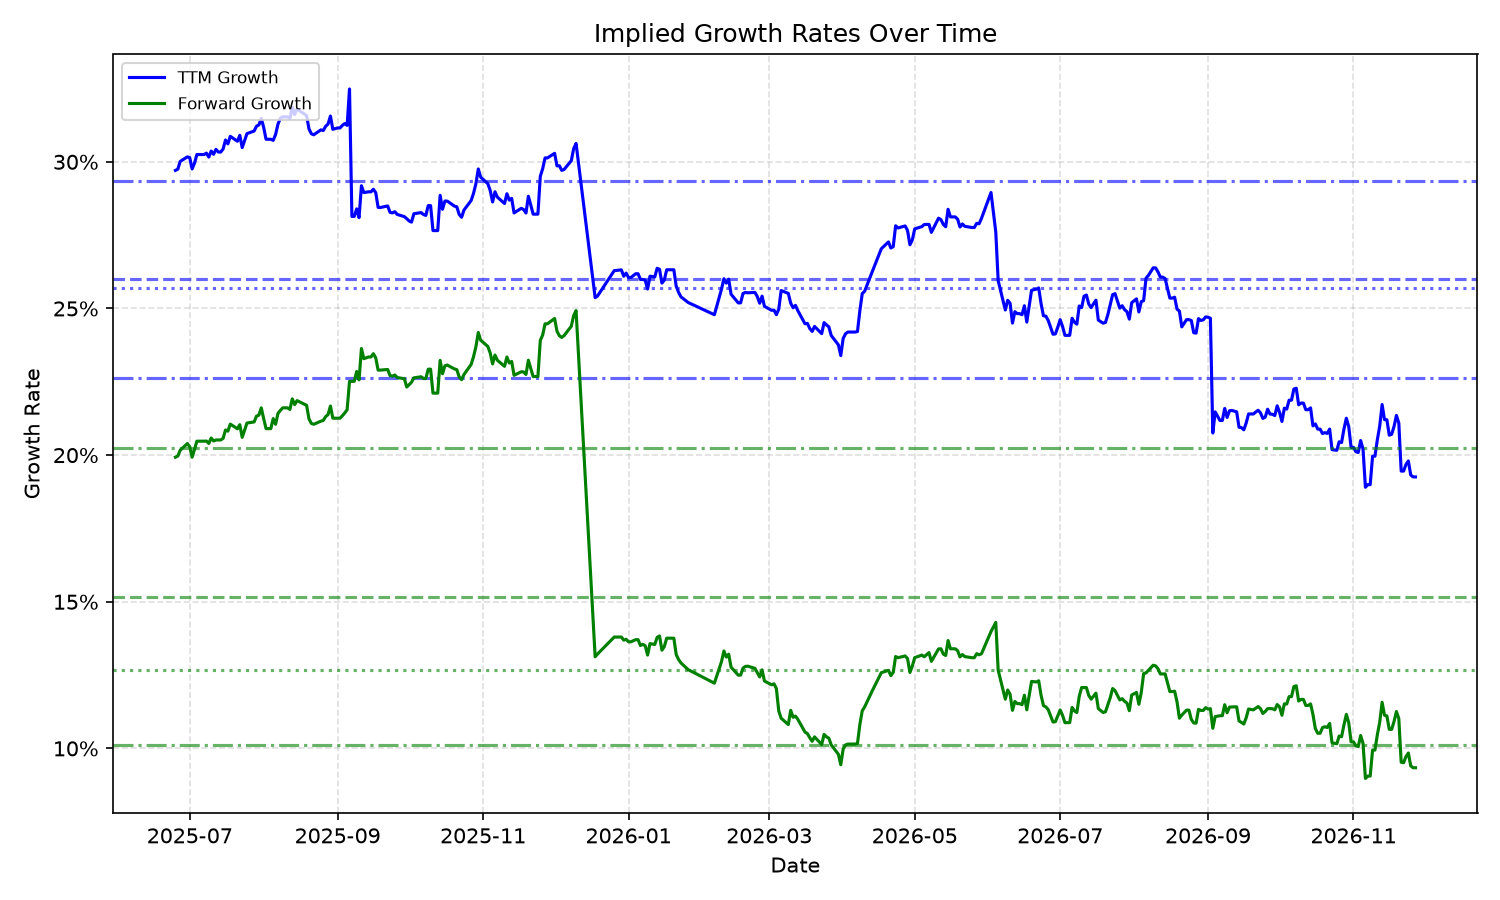 Implied Growth Rates Over Time
TTM Growth
Forward Growth
30%
25%
20%
15%
10%
Growth Rate
2025-07
2025-09
2025-11
2026-01
2026-03
2026-05
2026-07
2026-09
2026-11
Date